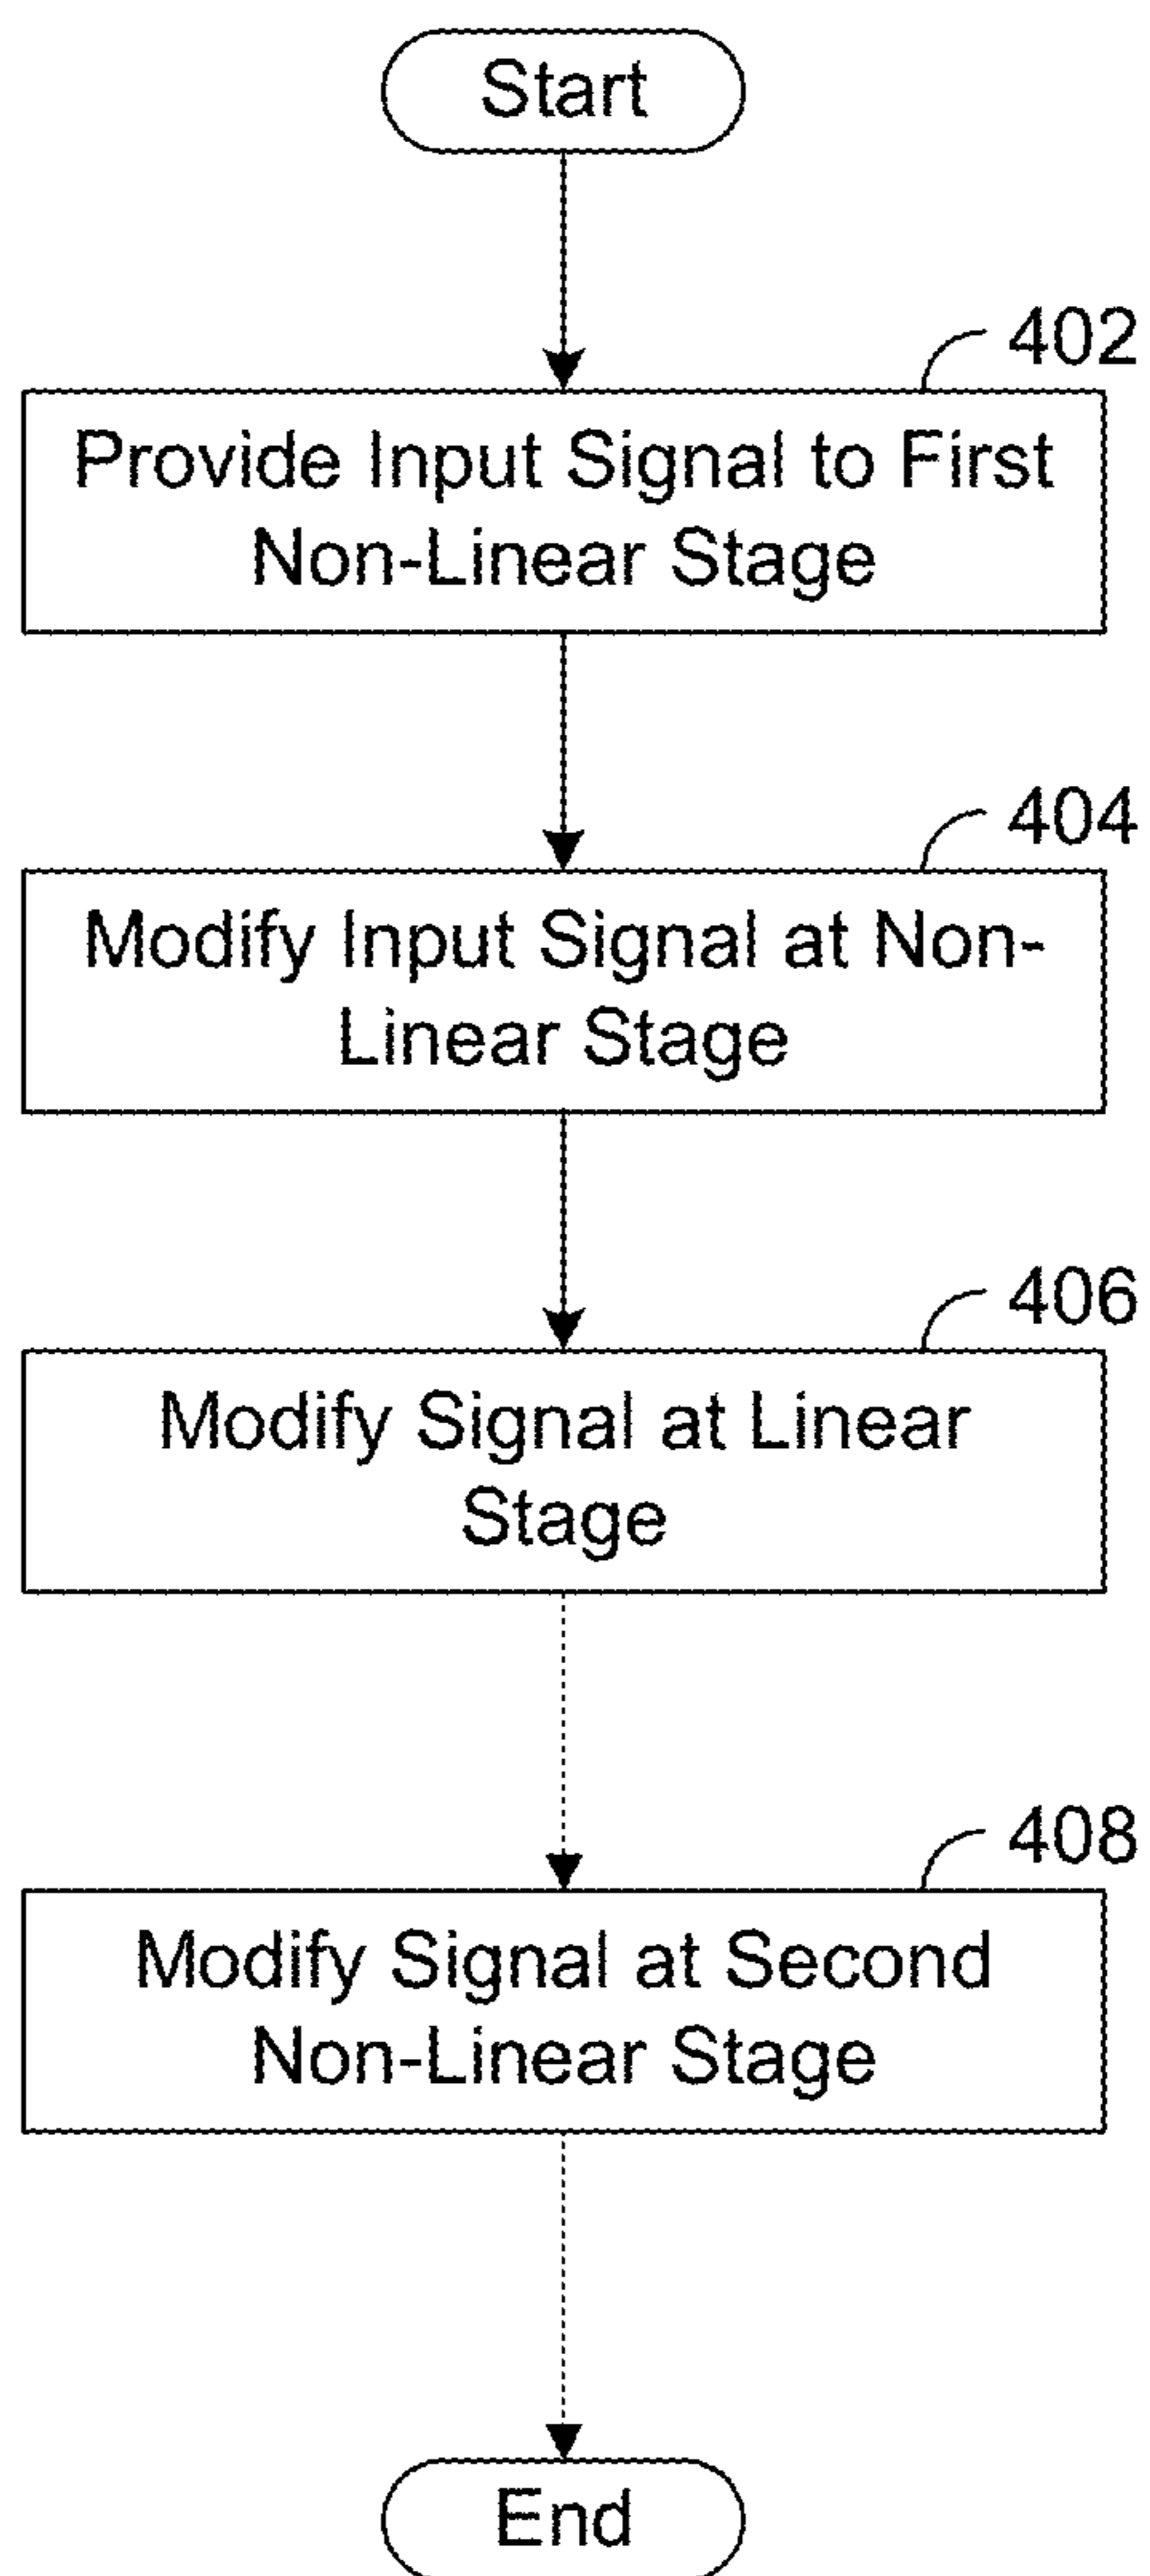 Start
402
Provide Input Signal to First
Non-Linear Stage
404
Modify Input Signal at Non-
Linear Stage
406
Modify Signal at Linear
Stage
408
Modify Signal at Second
Non-Linear Stage
End